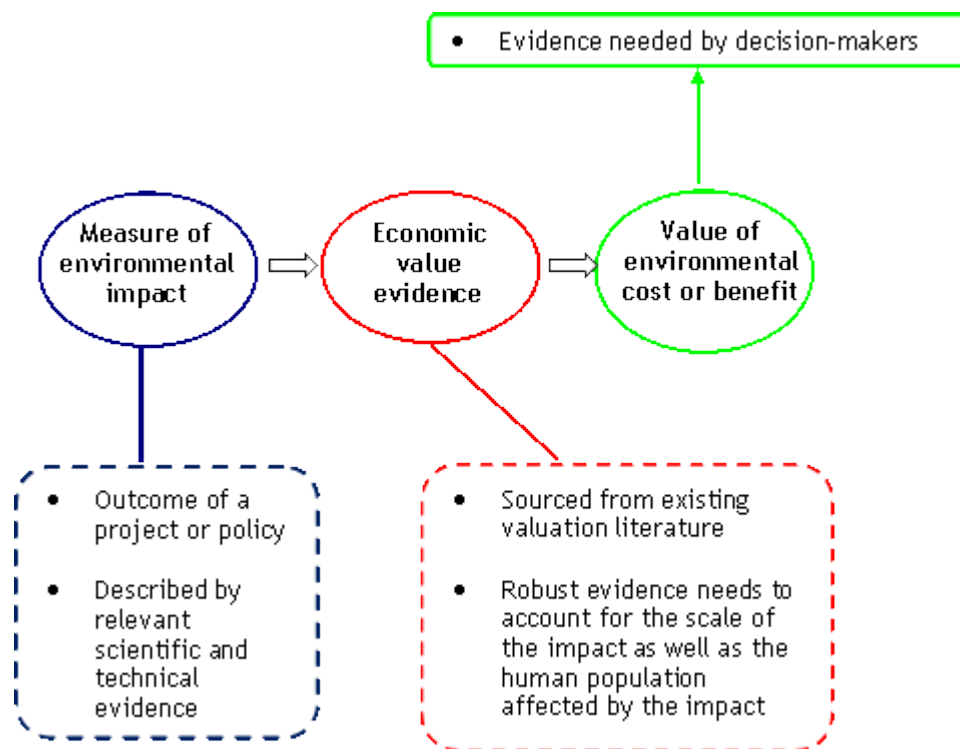 • Evidence needed by decision-makers
Measure of
environmental
impact
Economic
value
evidence
Value of
environmental
cost or benefit
• Outcome of a
project or policy
• Described by
relevant
scientific and
technical
evidence
• Sourced from existing
valuation literature
• Robust evidence needs to
account for the scale of
the impact as well as the
human population
affected by the impact